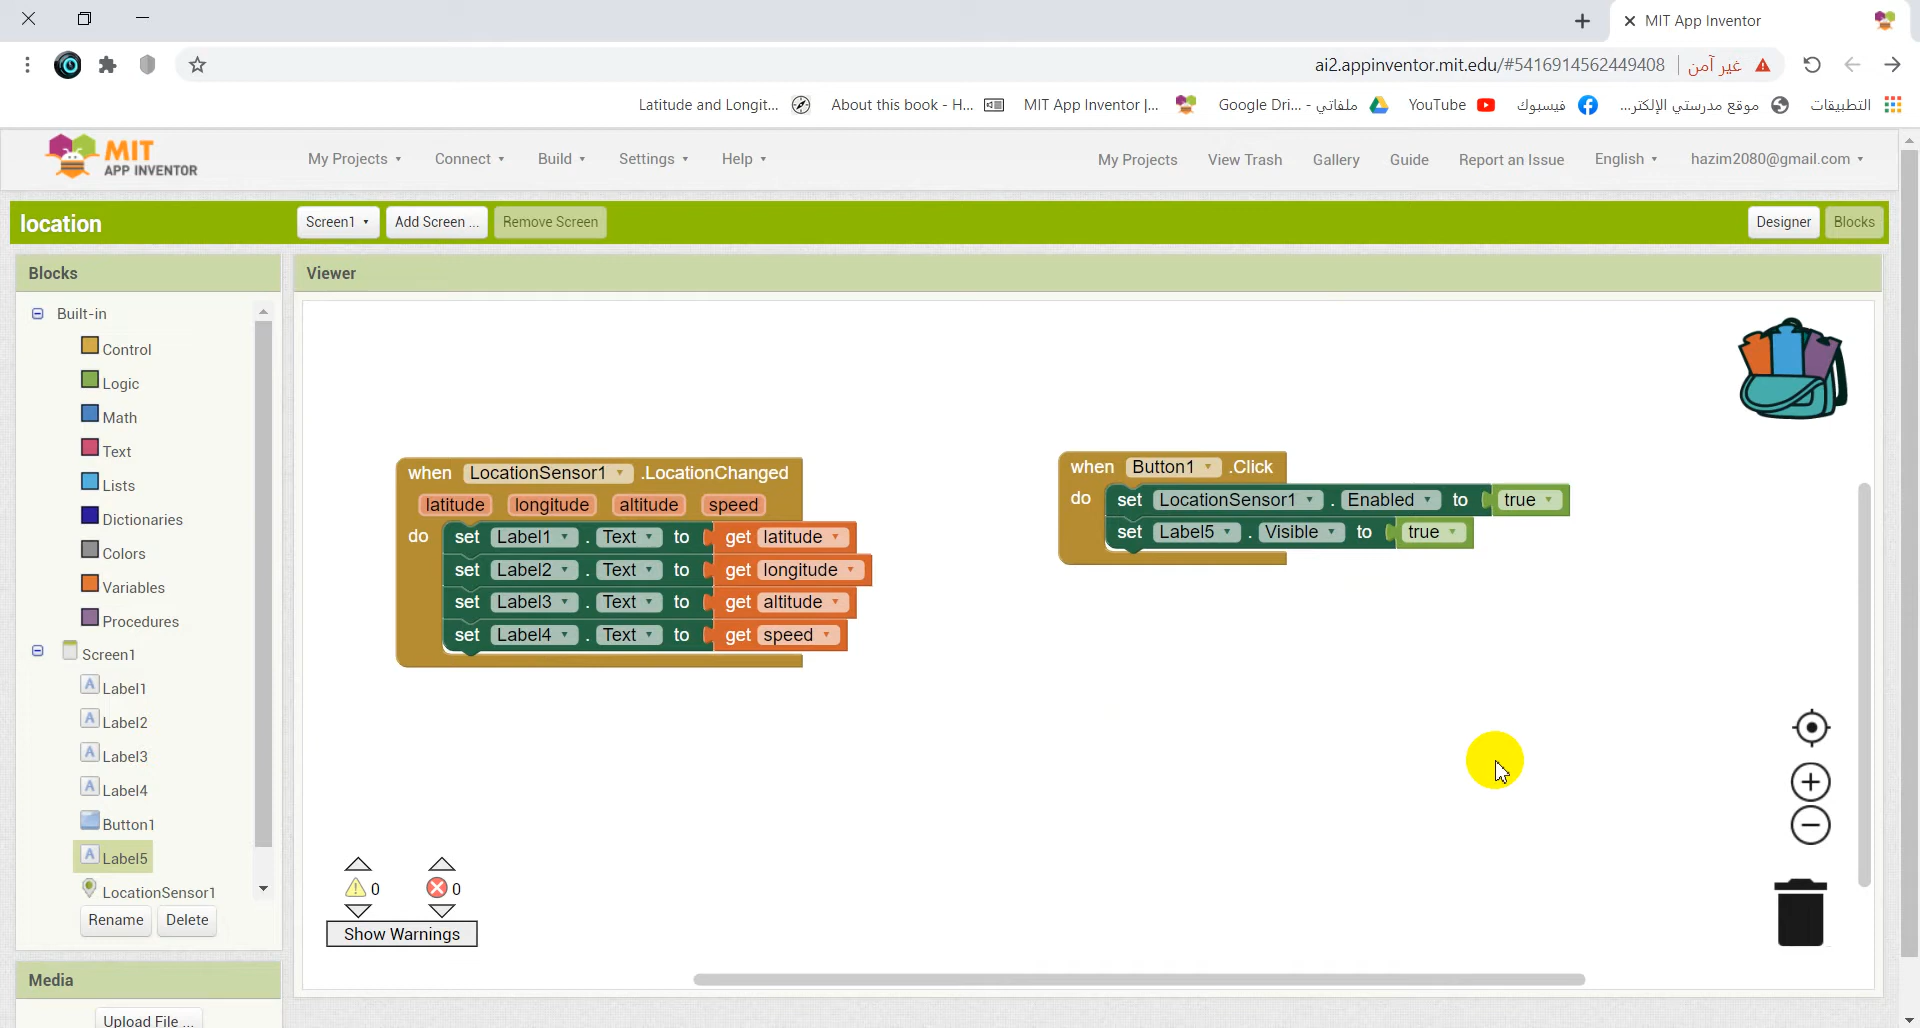 MIT App Inventor
ai2.appinventor.mit.edu/#5416914562449408 غير آمن
Latitude and Longit... About this book - H... MIT App Inventor |... Google Dri... - ملفاتي YouTube فيسبوك موقع مدرستي الإلكتر... التطبيقات
MIT APP INVENTOR
My Projects Connect Build Settings Help My Projects View Trash Gallery Guide Report an Issue English hazim2080@gmail.com
location Screen1 Add Screen ... Remove Screen Designer Blocks
Blocks
Built-in
Control
Logic
Math
Text
Lists
Dictionaries
Colors
Variables
Procedures
Screen1
Label1
Label2
Label3
Label4
Button1
Label5
LocationSensor1
Rename Delete
Media
Upload File ...
Viewer
when LocationSensor1 .LocationChanged
latitude longitude altitude speed
do set Label1 . Text to get latitude
set Label2 . Text to get longitude
set Label3 . Text to get altitude
set Label4 . Text to get speed
when Button1 .Click
do set LocationSensor1 . Enabled to true
set Label5 . Visible to true
0 0
Show Warnings